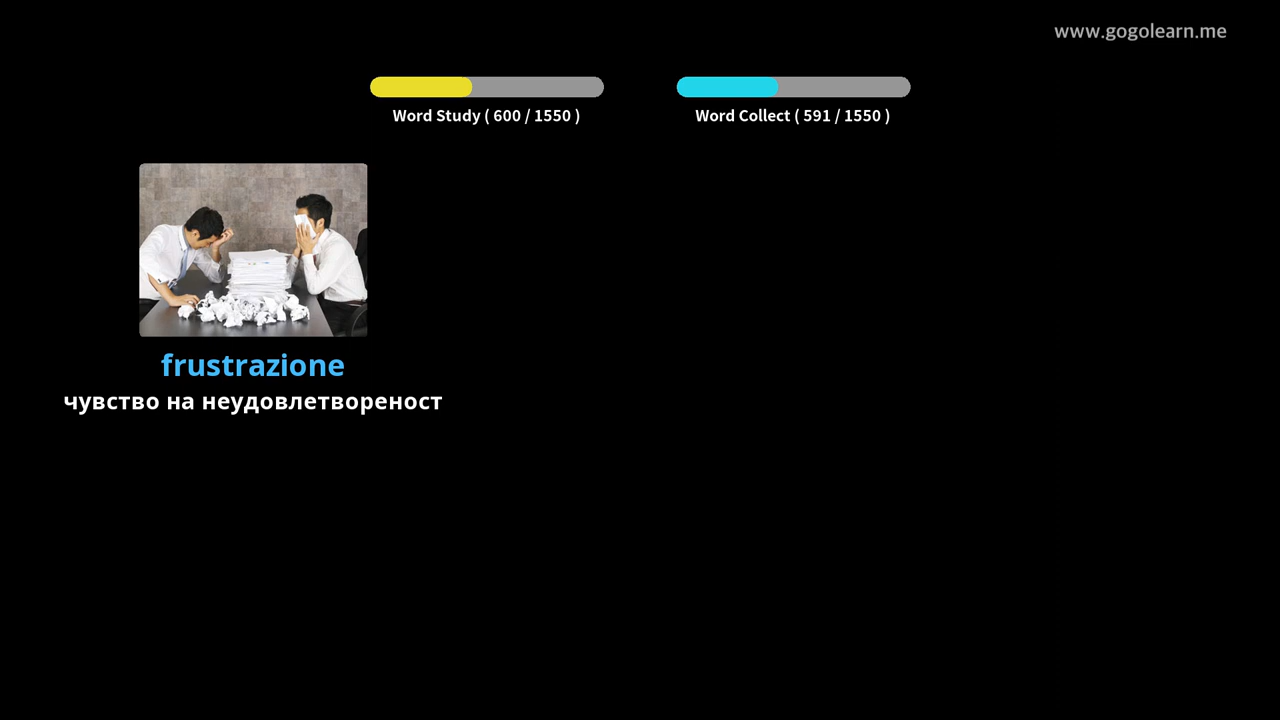 www.gogolearn.me
Word Study ( 600 / 1550 )
Word Collect ( 591 / 1550 )
frustrazione
чувство на неудовлетвореност